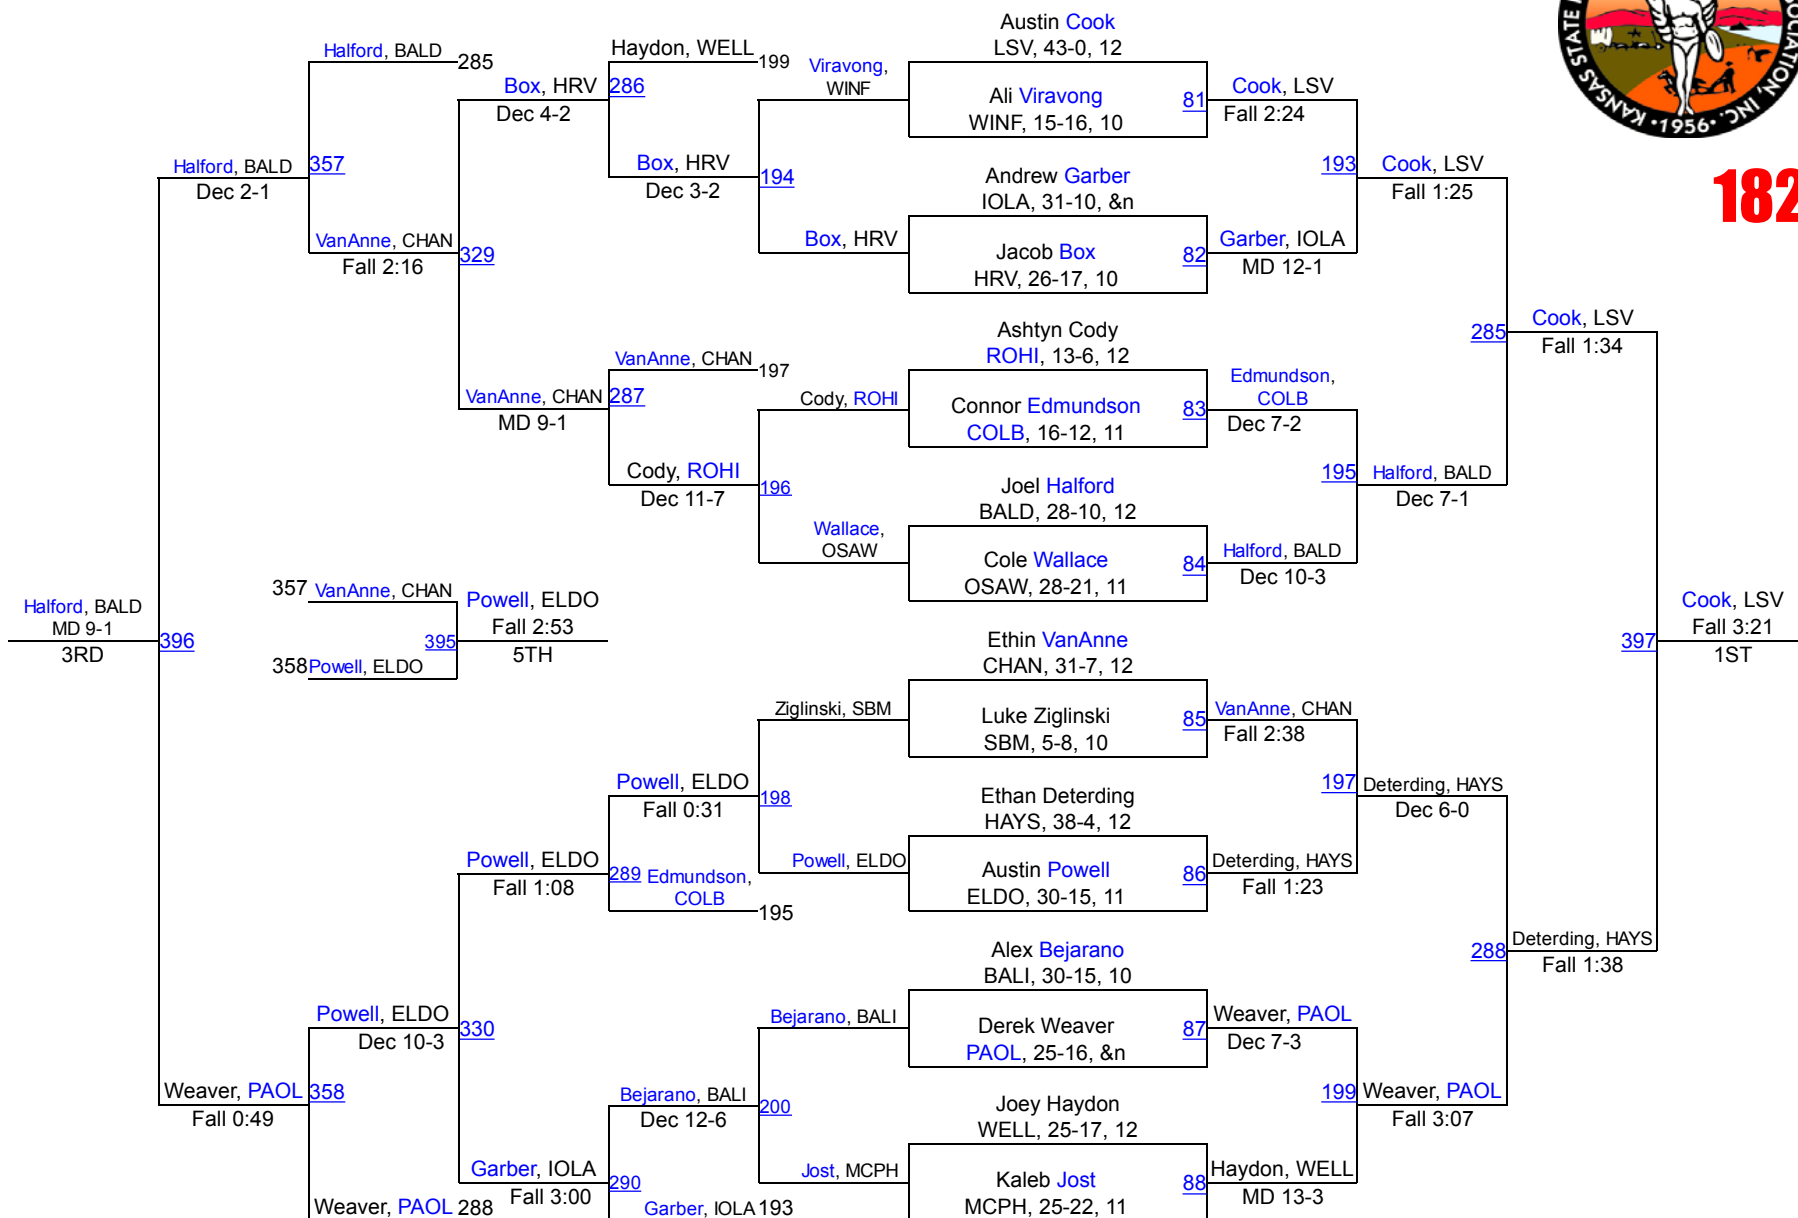 Austin Cook
LSV, 43-0, 12
Halford, BALD
285
Haydon, WELL
199
Viravong,
WINF
Box, HRV
286
Dec 4-2
Ali Viravong
WINF, 15-16, 10
81
Cook, LSV
Fall 2:24
KANSAS STATE
OCIATION, INC.
•1956•
Halford, BALD
357
Dec 2-1
Box, HRV
194
Dec 3-2
Andrew Garber
IOLA, 31-10, &n
193
Cook, LSV
Fall 1:25
182
VanAnne, CHAN
329
Fall 2:16
Box, HRV
Jacob Box
HRV, 26-17, 10
82
Garber, IOLA
MD 12-1
Ashtyn Cody
ROHI, 13-6, 12
285
Cook, LSV
Fall 1:34
VanAnne, CHAN
197
VanAnne, CHAN
287
MD 9-1
Cody, ROHI
Connor Edmundson
COLB, 16-12, 11
83
Edmundson,
COLB
Dec 7-2
Cody, ROHI
196
Dec 11-7
Joel Halford
BALD, 28-10, 12
195
Halford, BALD
Dec 7-1
Wallace,
OSAW
Cole Wallace
OSAW, 28-21, 11
84
Halford, BALD
Dec 10-3
357
VanAnne, CHAN
Powell, ELDO
Fall 2:53
395
5TH
358
Powell, ELDO
Halford, BALD
MD 9-1
3RD
396
Ethin VanAnne
CHAN, 31-7, 12
397
Cook, LSV
Fall 3:21
1ST
Ziglinski, SBM
Luke Ziglinski
SBM, 5-8, 10
85
VanAnne, CHAN
Fall 2:38
Powell, ELDO
198
Fall 0:31
Ethan Deterding
HAYS, 38-4, 12
197
Deterding, HAYS
Dec 6-0
Powell, ELDO
289
Fall 1:08
Edmundson,
COLB
195
Powell, ELDO
Austin Powell
ELDO, 30-15, 11
86
Deterding, HAYS
Fall 1:23
Alex Bejarano
BALI, 30-15, 10
288
Deterding, HAYS
Fall 1:38
Powell, ELDO
330
Dec 10-3
Bejarano, BALI
Derek Weaver
PAOL, 25-16, &n
87
Weaver, PAOL
Dec 7-3
Weaver, PAOL
358
Fall 0:49
Bejarano, BALI
200
Dec 12-6
Joey Haydon
WELL, 25-17, 12
199
Weaver, PAOL
Fall 3:07
Garber, IOLA
290
Fall 3:00
Jost, MCPH
Kaleb Jost
MCPH, 25-22, 11
88
Haydon, WELL
MD 13-3
Weaver, PAOL
288
Garber, IOLA
193